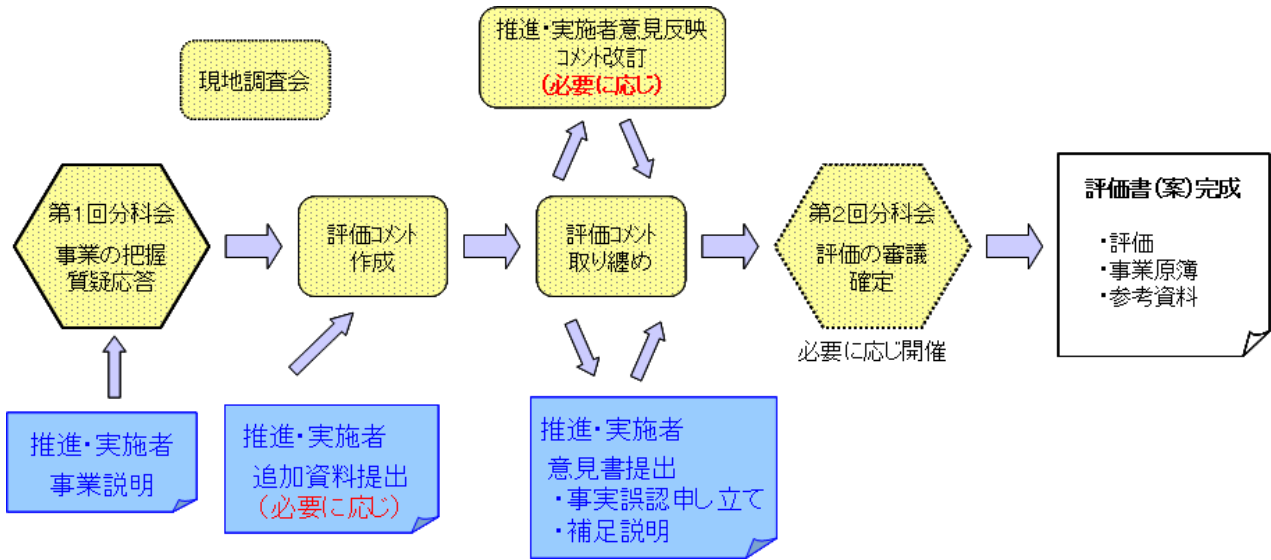 現地調査会
推進・実施者意見反映
コメント改訂
(必要に応じ)
第1回分科会
事業の把握
質疑応答
評価コメント
作成
評価コメント
取り纏め
第2回分科会
評価の審議
確定
必要に応じ開催
評価書(案)完成
・評価
・事業原簿
・参考資料
推進・実施者
事業説明
推進・実施者
追加資料提出
(必要に応じ)
推進・実施者
意見書提出
・事実誤認申し立て
・補足説明